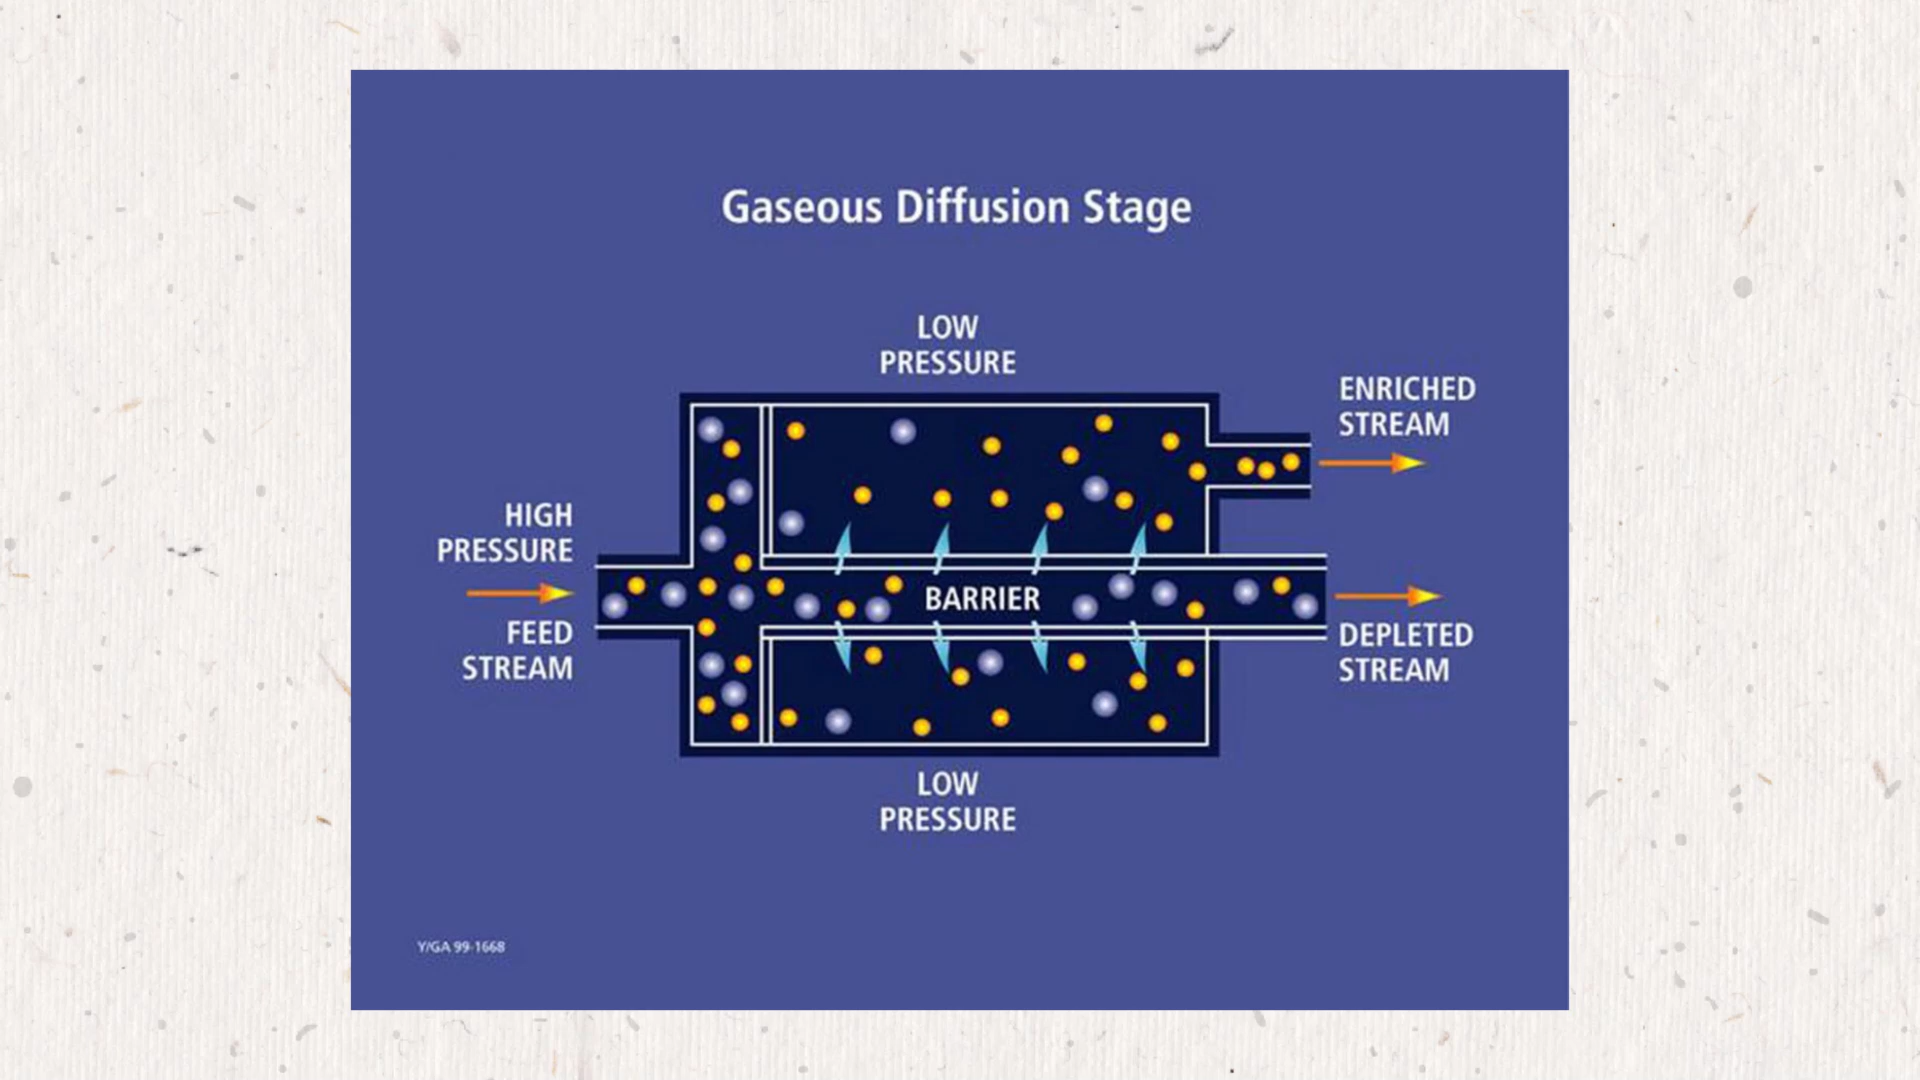 Gaseous Diffusion Stage
LOW
PRESSURE
ENRICHED
STREAM
HIGH
PRESSURE
FEED
STREAM
BARRIER
DEPLETED
STREAM
LOW
PRESSURE
Y/GA 99-1668